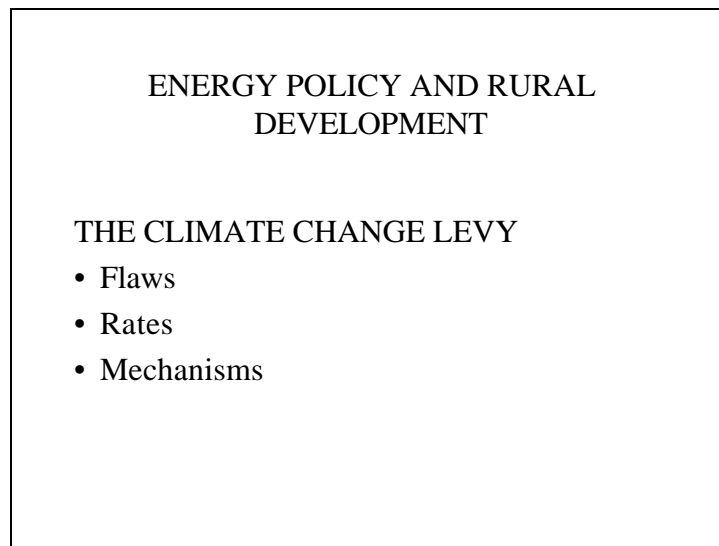 ENERGY POLICY AND RURAL
DEVELOPMENT
THE CLIMATE CHANGE LEVY
• Flaws
• Rates
• Mechanisms